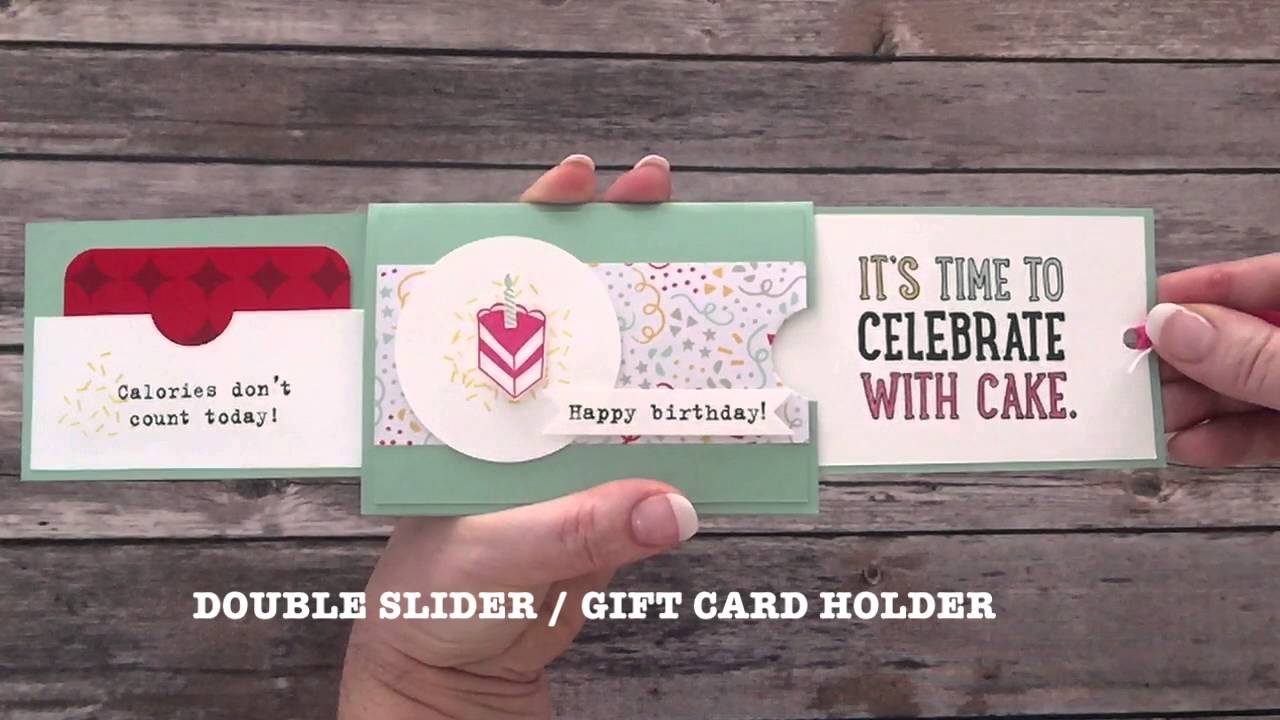 Calories don't
count today!
Happy birthday!
IT'S TIME TO
CELEBRATE
WITH CAKE.
DOUBLE SLIDER / GIFT CARD HOLDER